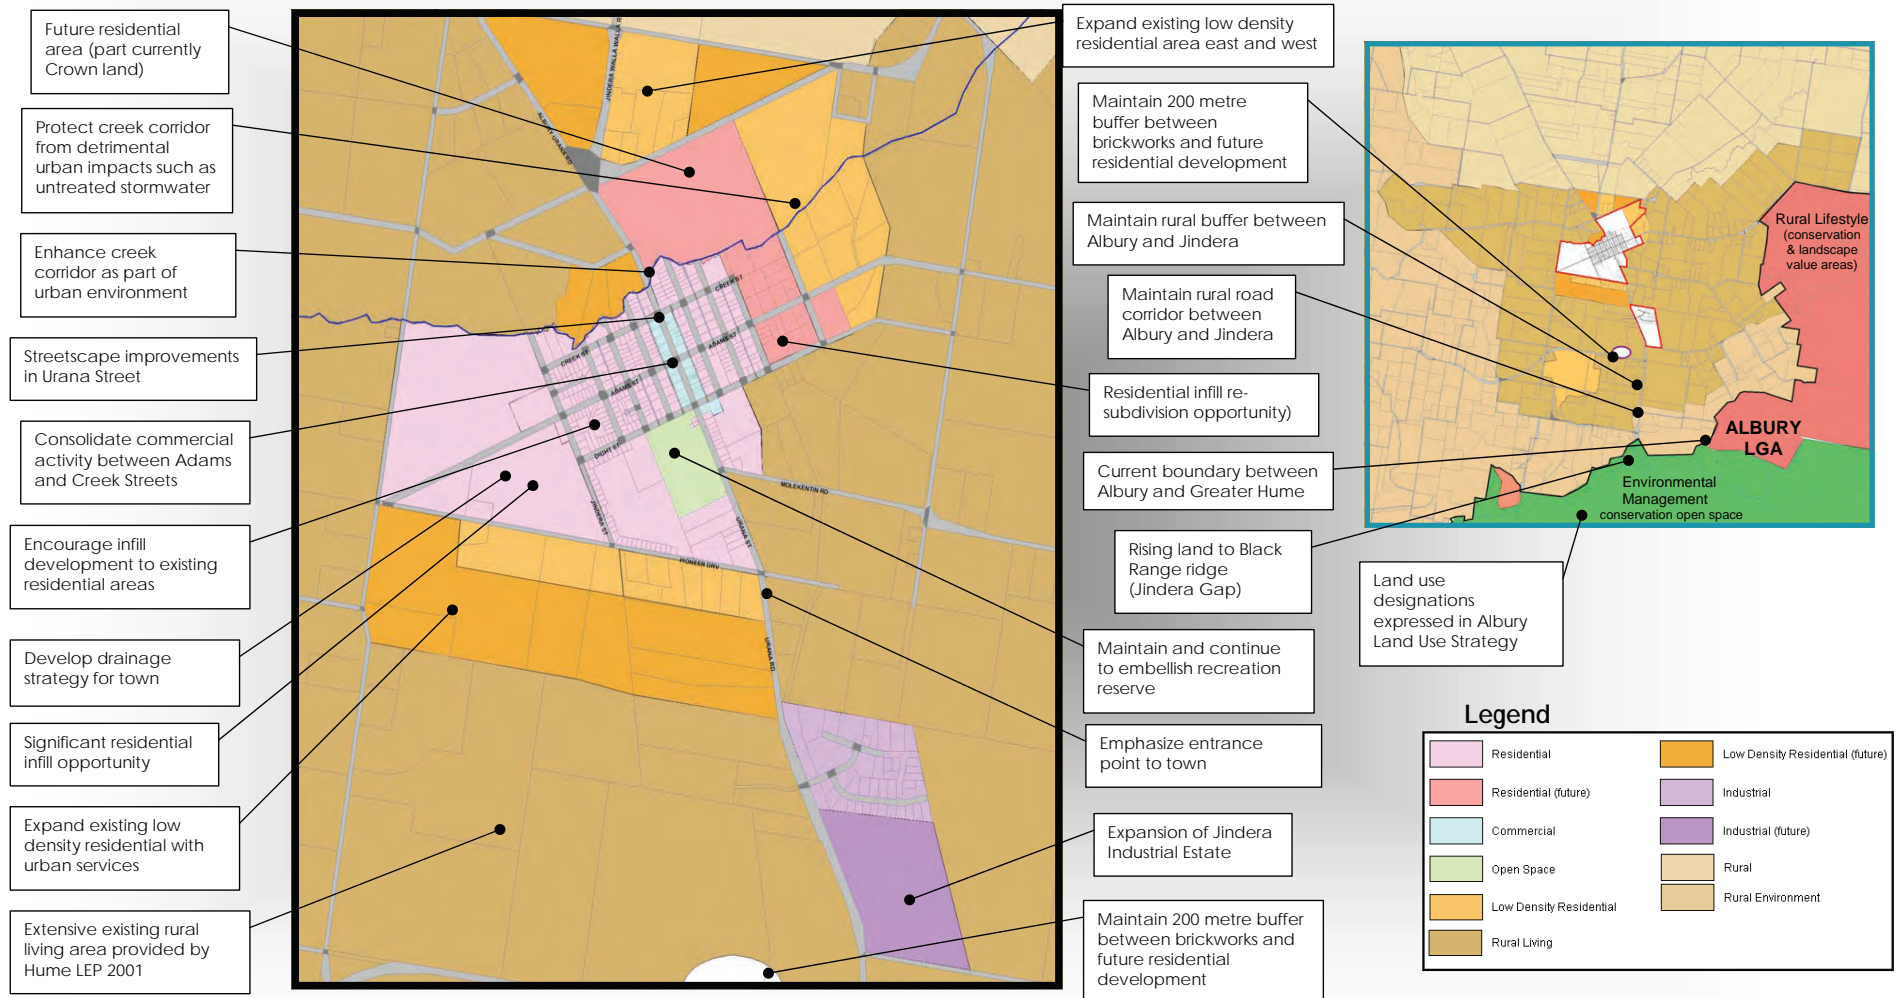 Future residential
area (part currently
Crown land)
Protect creek corridor
from detrimental
urban impacts such as
untreated stormwater
Enhance creek
corridor as part of
urban environment
Streetscape improvements
in Urana Street
Consolidate commercial
activity between Adams
and Creek Streets
Encourage infill
development to existing
residential areas
Develop drainage
strategy for town
Significant residential
infill opportunity
Expand existing low
density residential with
urban services
Extensive existing rural
living area provided by
Hume LEP 2001
JINDERA WALLA WALLA R
ALBURY URANA RD
CREEK ST
ADAMS ST
CREEK ST
ADAMS ST
DIGHT ST
JINDERA ST
URANA ST
MOLEKENTIN RD
PIONEER DRV
URANA RD
Expand existing low density
residential area east and west
Maintain 200 metre
buffer between
brickworks and future
residential development
Maintain rural buffer between
Albury and Jindera
Maintain rural road
corridor between
Albury and Jindera
Residential infill re-
subdivision opportunity)
Current boundary between
Albury and Greater Hume
Rising land to Black
Range ridge
(Jindera Gap)
Maintain and continue
to embellish recreation
reserve
Emphasize entrance
point to town
Expansion of Jindera
Industrial Estate
Maintain 200 metre buffer
between brickworks and
future residential
development
Rural Lifestyle
(conservation
& landscape
value areas)
ALBURY
LGA
Environmental
Management
conservation open space
Land use
designations
expressed in Albury
Land Use Strategy
Legend
Residential
Residential (future)
Commercial
Open Space
Low Density Residential
Rural Living
Low Density Residential (future)
Industrial
Industrial (future)
Rural
Rural Environment